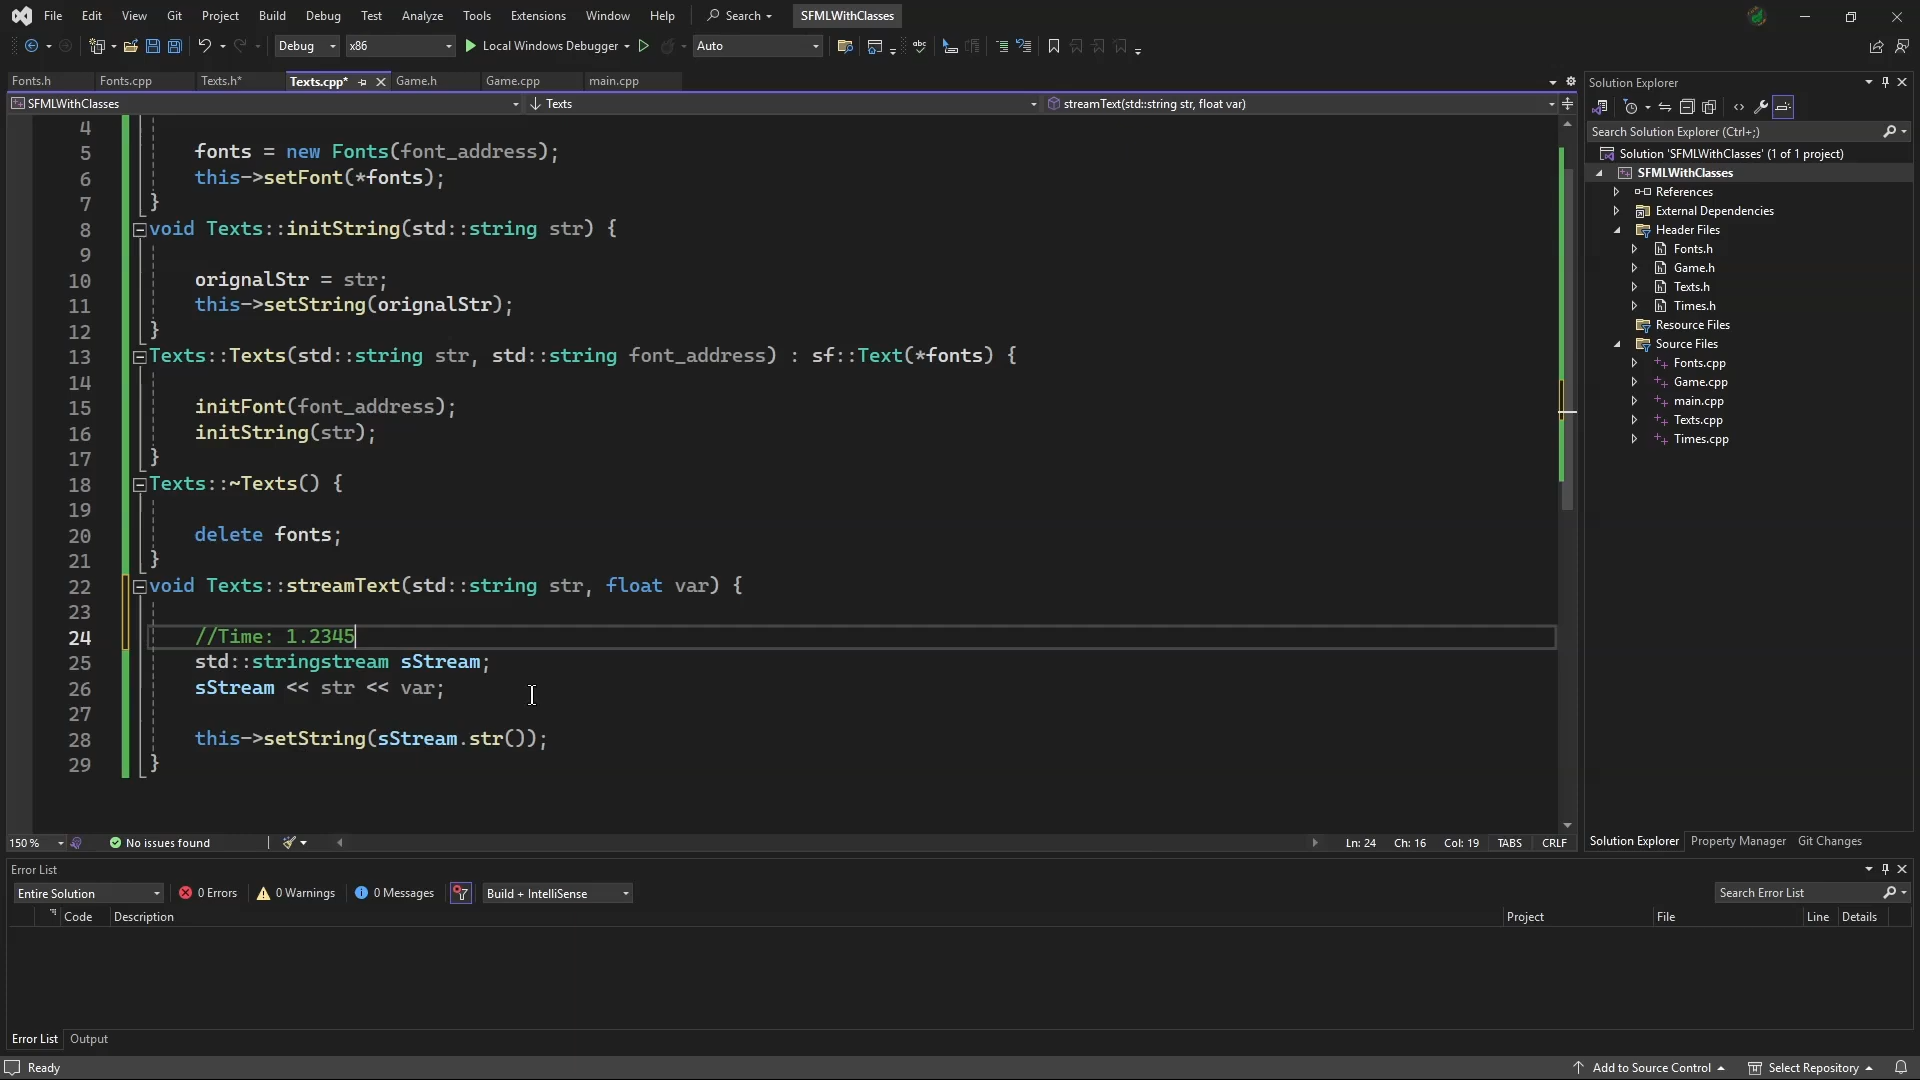 File Edit View Git Project Build Debug Test Analyze Tools Extensions Window Help Search SFMLWithClasses
Debug x86 Local Windows Debugger Auto
Fonts.h Fonts.cpp Texts.h* Texts.cpp* Game.h Game.cpp main.cpp
SFMLWithClasses Texts streamText(std::string str, float var)
4
5 fonts = new Fonts(font_address);
6 this->setFont(*fonts);
7 }
8 void Texts::initString(std::string str) {
9
10 orignalStr = str;
11 this->setString(orignalStr);
12 }
13 Texts::Texts(std::string str, std::string font_address) : sf::Text(*fonts) {
14
15 initFont(font_address);
16 initString(str);
17 }
18 Texts::~Texts() {
19
20 delete fonts;
21 }
22 void Texts::streamText(std::string str, float var) {
23
24 //Time: 1.2345
25 std::stringstream sStream;
26 sStream << str << var;
27
28 this->setString(sStream.str());
29 }
150 % No issues found Ln: 24 Ch: 16 Col: 19 TABS CRLF
Solution Explorer
Search Solution Explorer (Ctrl+;)
Solution 'SFMLWithClasses' (1 of 1 project)
SFMLWithClasses
References
External Dependencies
Header Files
Fonts.h
Game.h
Texts.h
Times.h
Resource Files
Source Files
Fonts.cpp
Game.cpp
main.cpp
Texts.cpp
Times.cpp
Solution Explorer Property Manager Git Changes
Error List
Entire Solution 0 Errors 0 Warnings 0 Messages Build + IntelliSense Search Error List
Code Description Project File Line Details
Error List Output
Ready Add to Source Control Select Repository